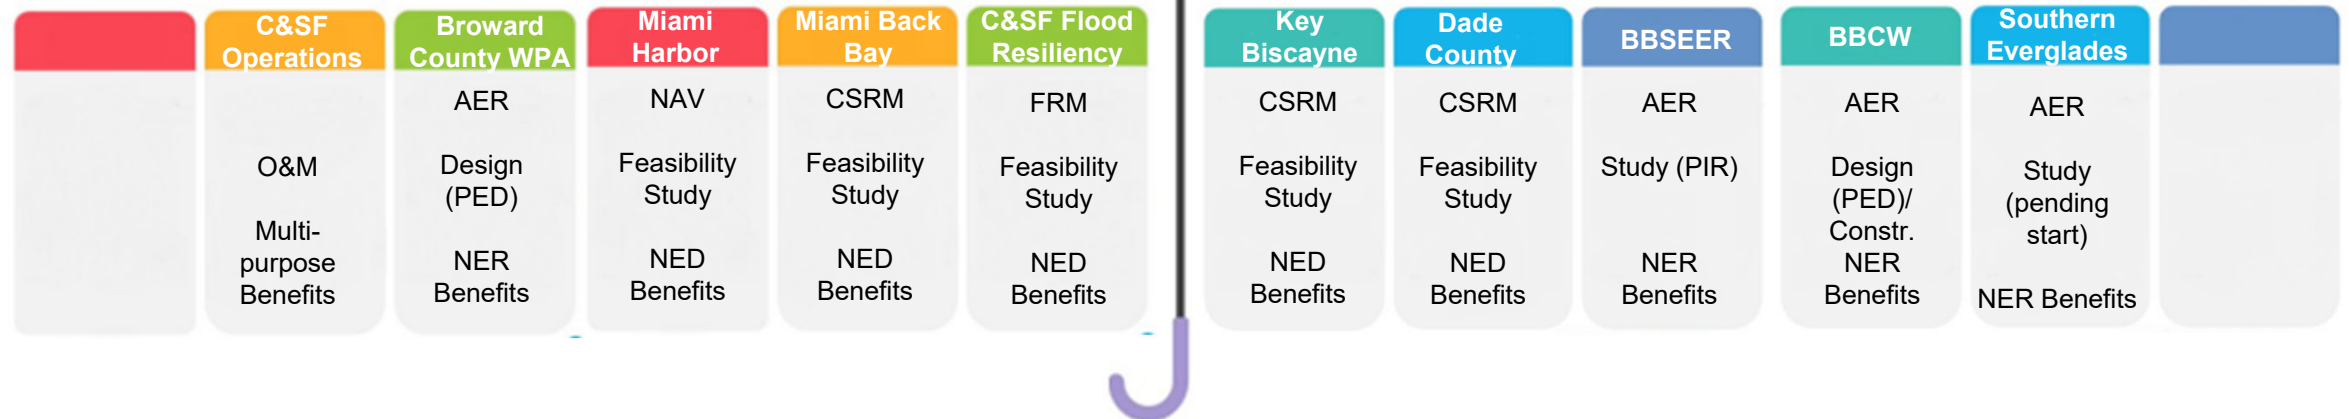 C&SF
Operations
O&M
Multi-
purpose
Benefits
Broward
County WPA
AER
Design
(PED)
NER
Benefits
Miami
Harbor
NAV
Feasibility
Study
NED
Benefits
Miami Back
Bay
CSRM
Feasibility
Study
NED
Benefits
C&SF Flood
Resiliency
FRM
Feasibility
Study
NED
Benefits
Key
Biscayne
CSRM
Feasibility
Study
NED
Benefits
Dade
County
CSRM
Feasibility
Study
NED
Benefits
BBSEER
AER
Study (PIR)
NER
Benefits
BBCW
AER
Design
(PED)/
Constr.
NER
Benefits
Southern
Everglades
AER
Study
(pending
start)
NER Benefits